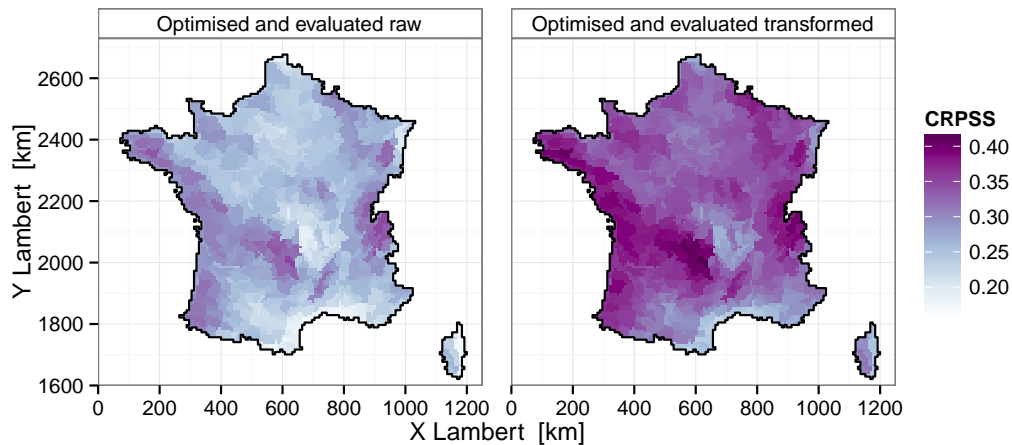 Optimised and evaluated raw
Optimised and evaluated transformed
2600
2400
2200
2000
1800
1600
Y Lambert [km]
0 200 400 600 800 1000 1200
0 200 400 600 800 1000 1200
X Lambert [km]
CRPSS
0.40
0.35
0.30
0.25
0.20